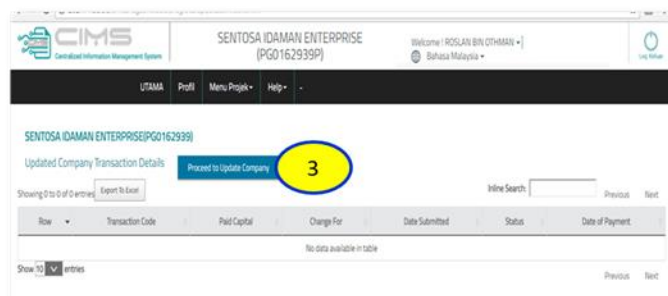 CIMS
Centralized Information Management System
SENTOSA IDAMAN ENTERPRISE
(PG0162939P)
Welcome ! ROSLAN BIN OTHMAN
Bahasa Malaysia
Log Keluar
UTAMA Profil Menu Projek Help
SENTOSA IDAMAN ENTERPRISE(PG0162939)
Updated Company Transaction Details
Proceed to Update Company
3
Showing 0 to 0 of 0 entries
Export To Excel
Inline Search:
Previous Next
Row Transaction Code Paid Capital Change For Date Submitted Status Date of Payment
No data available in table
Show 10 entries
Previous Next